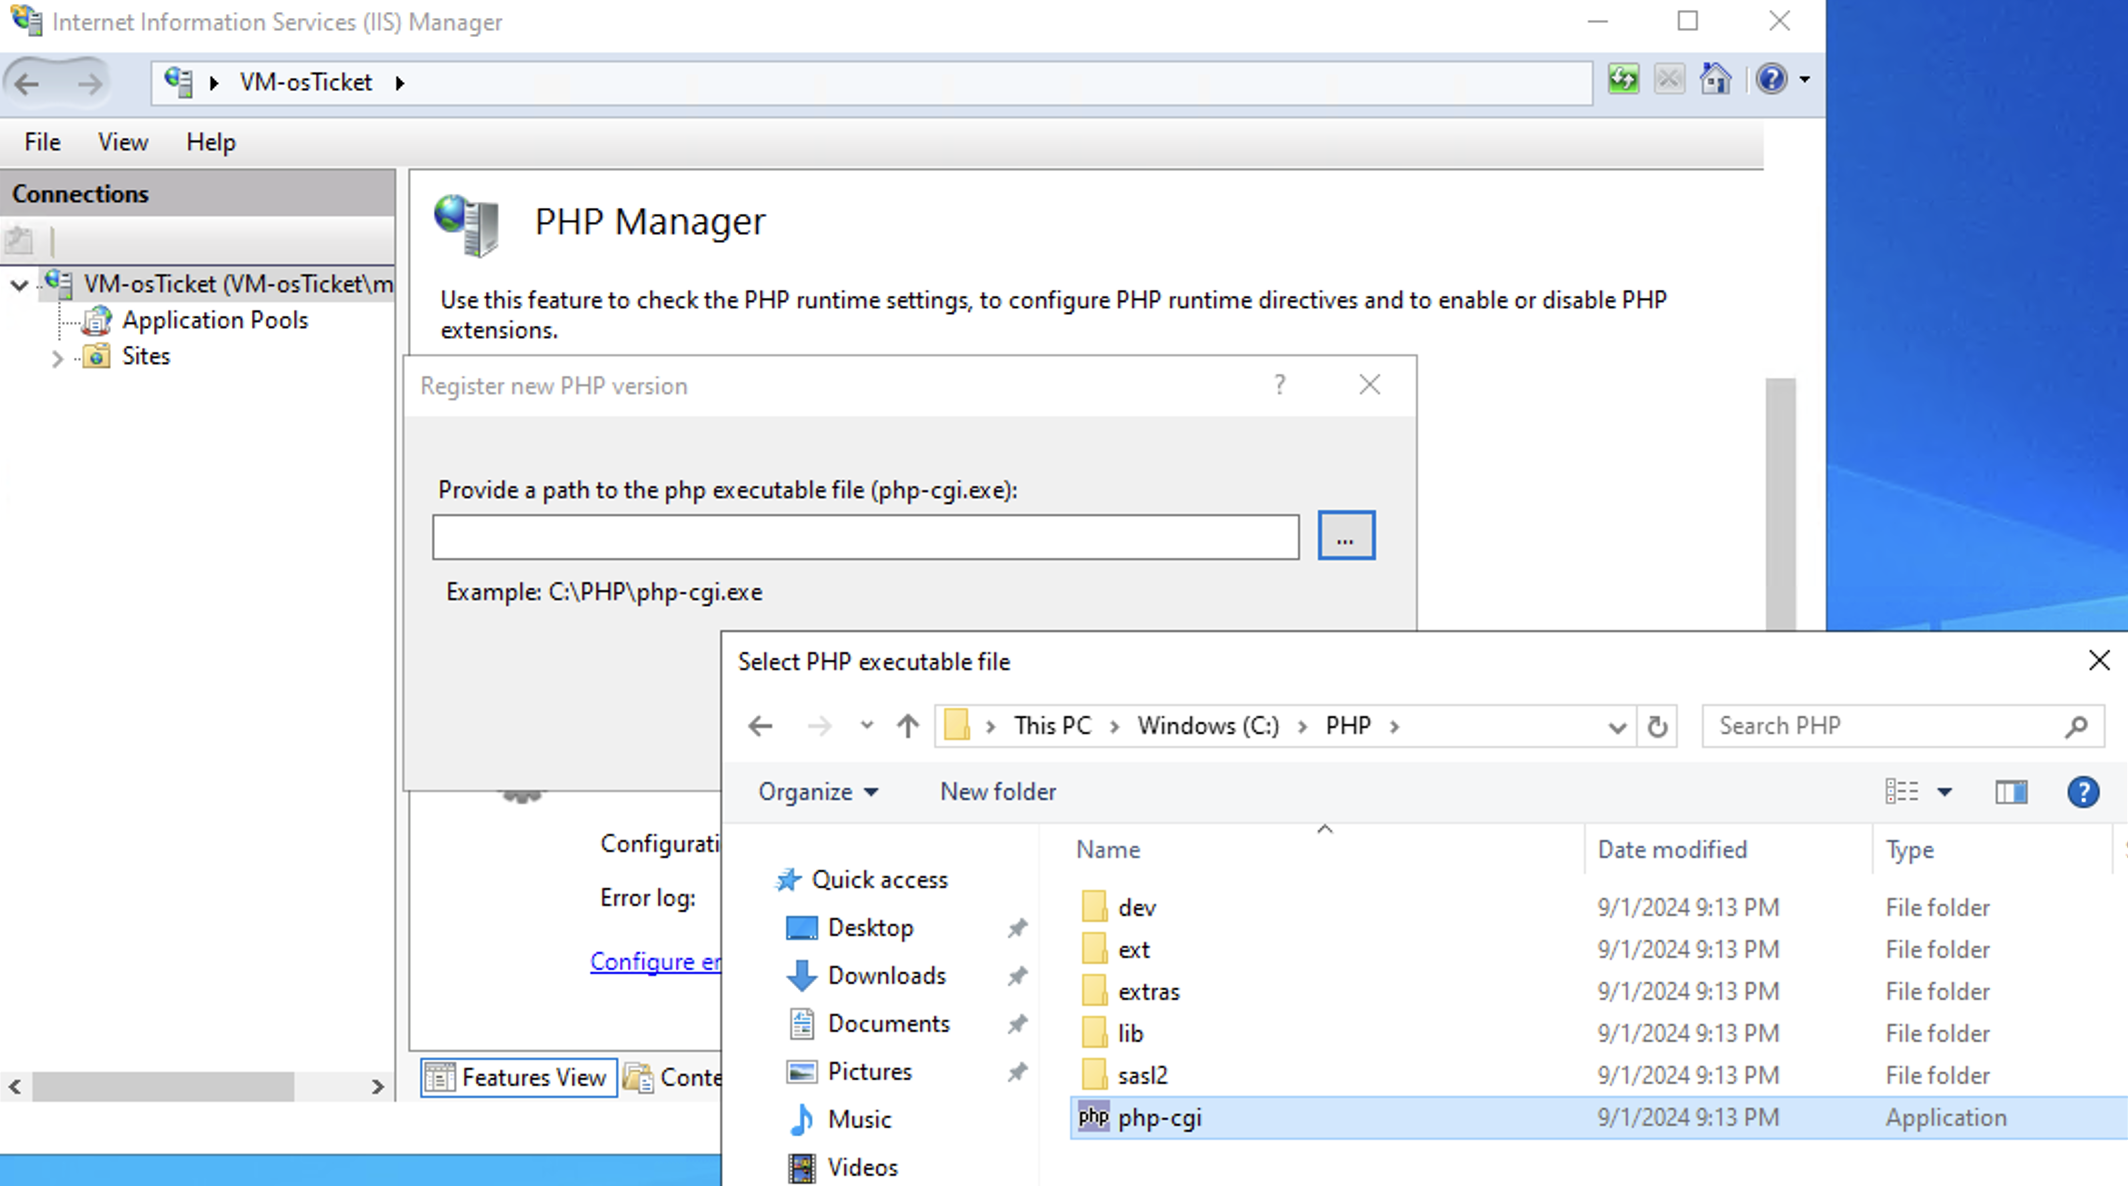 Internet Information Services (IIS) Manager
VM-osTicket
File View Help
Connections
VM-osTicket (VM-osTicket\m
Application Pools
Sites
PHP Manager
Use this feature to check the PHP runtime settings, to configure PHP runtime directives and to enable or disable PHP
extensions.
Register new PHP version ?
Provide a path to the php executable file (php-cgi.exe):
...
Example: C:\PHP\php-cgi.exe
Configurati
Error log:
Configure er
Features View Conte
Select PHP executable file
This PC Windows (C:) PHP
Search PHP
Organize New folder ?
Name Date modified Type
Quick access
Desktop
Downloads
Documents
Pictures
Music
Videos
dev 9/1/2024 9:13 PM File folder
ext 9/1/2024 9:13 PM File folder
extras 9/1/2024 9:13 PM File folder
lib 9/1/2024 9:13 PM File folder
sasl2 9/1/2024 9:13 PM File folder
php php-cgi 9/1/2024 9:13 PM Application